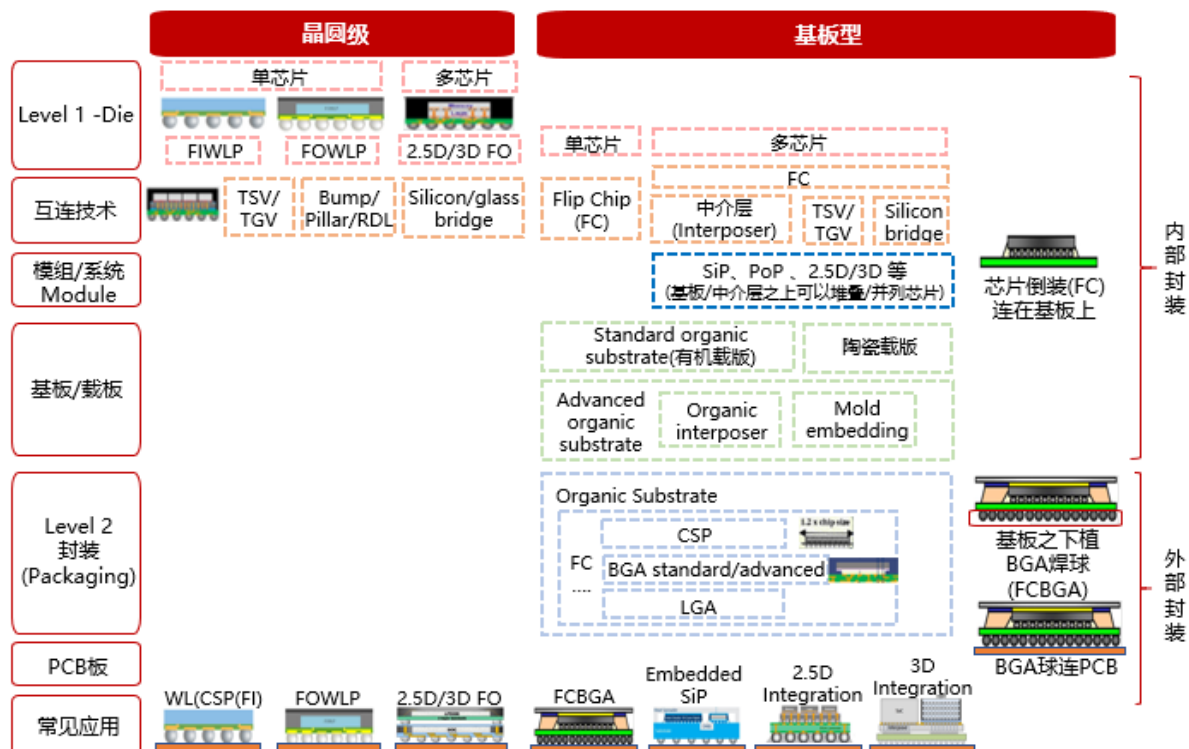 晶圆级
基板型
Level 1 -Die
单芯片
多芯片
FIWLP
FOWLP
2.5D/3D FO
单芯片
多芯片
互连技术
TSV/
TGV
Bump/
Pillar/RDL
Silicon/glass
bridge
Flip Chip
(FC)
FC
中介层
(Interposer)
TSV/
TGV
Silicon
bridge
模组/系统
Module
SiP、PoP 、2.5D/3D 等
(基板/中介层之上可以堆叠/并列芯片)
芯片倒装(FC)
连在基板上
内部封装
基板/载板
Standard organic
substrate(有机载版)
陶瓷载版
Advanced
organic
substrate
Organic
interposer
Mold
embedding
Level 2
封装
(Packaging)
Organic Substrate
FC
....
CSP
1.2 x chip size
BGA standard/advanced
LGA
基板之下植
BGA焊球
(FCBGA)
BGA球连PCB
外部封装
PCB板
常见应用
WL(CSP(FI)
FOWLP
2.5D/3D FO
FCBGA
Embedded
SiP
2.5D
Integration
3D
Integration